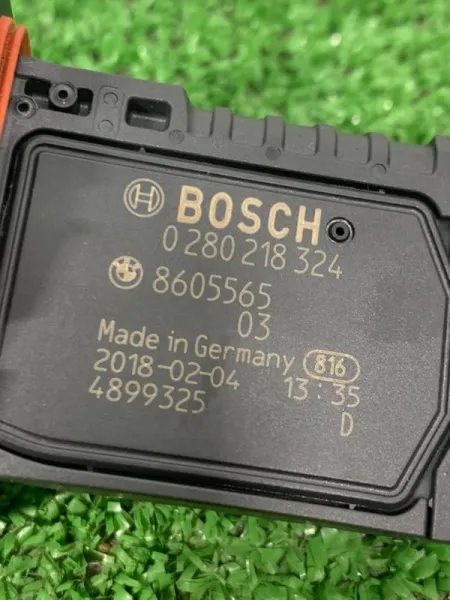 BOSCH
0 280 218 324
8605565
03
Made in Germany 816
2018-02-04 13:35
4899325 D